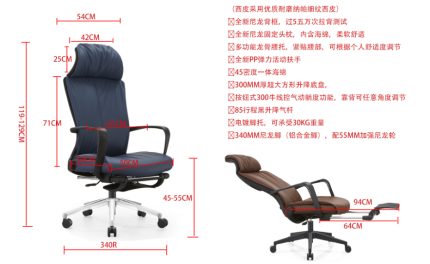 （西皮采用优质耐磨纳帕细纹西皮）
全新尼龙背框，过5五万次拉背测试
全新尼龙固定头枕，内含海绵，柔软舒适
多功能龙骨腰托，紧贴腰部，可根据个人舒适度调节
全新PP弹力活动扶手
45密度一体海绵
300MM厚超大方形升降底盘，
按钮式300牛线控气动躺度功能，靠背可任意角度调节
85行程黑升降气杆
电镀脚托，可承受30KG重量
340MM尼龙脚（铝合金脚），配55MM加强尼龙轮
54CM
42CM
25CM
71CM
119-129CM
50CM
45-55CM
340R
94CM
64CM